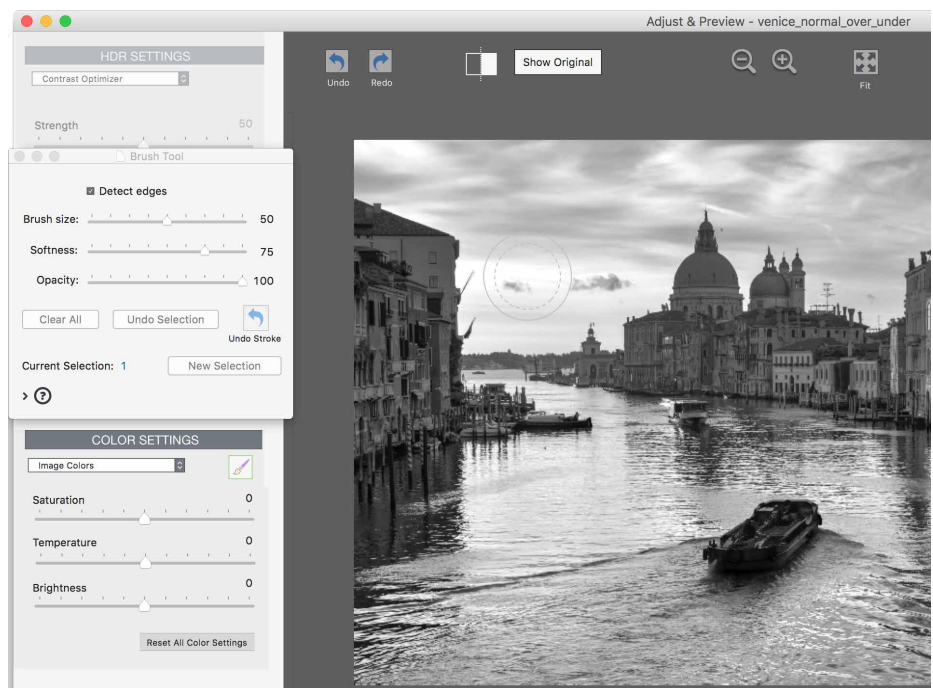 Adjust & Preview - venice_normal_over_under
HDR SETTINGS
Contrast Optimizer
Strength 50
Undo
Redo
Show Original
Fit
Brush Tool
Detect edges
Brush size: 50
Softness: 75
Opacity: 100
Clear All
Undo Selection
Undo Stroke
Current Selection: 1
New Selection
> ?
COLOR SETTINGS
Image Colors
Saturation 0
Temperature 0
Brightness 0
Reset All Color Settings